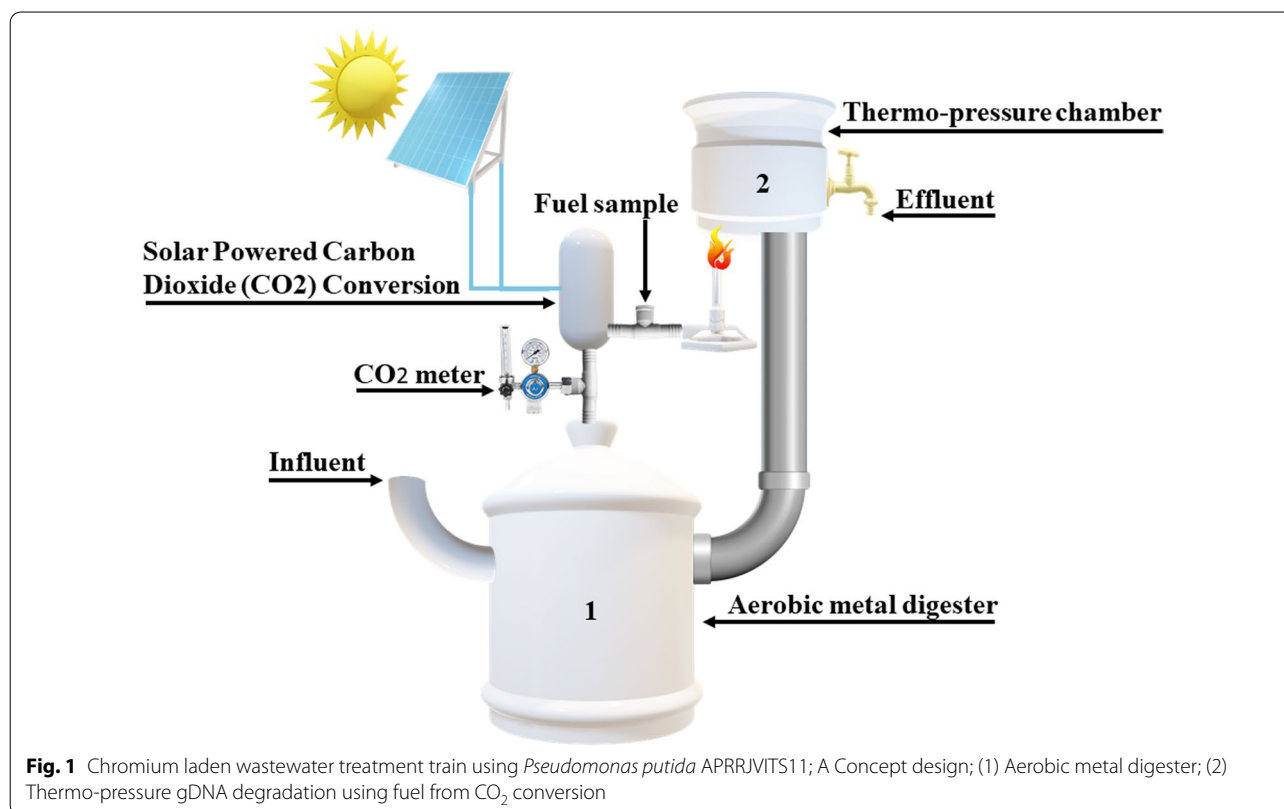 Thermo-pressure chamber
2
Effluent
Fuel sample
Solar Powered Carbon
Dioxide (CO2) Conversion
CO2 meter
Influent
1
Aerobic metal digester
Fig. 1 Chromium laden wastewater treatment train using Pseudomonas putida APRRJVITS11; A Concept design; (1) Aerobic metal digester; (2)
Thermo-pressure gDNA degradation using fuel from CO₂ conversion